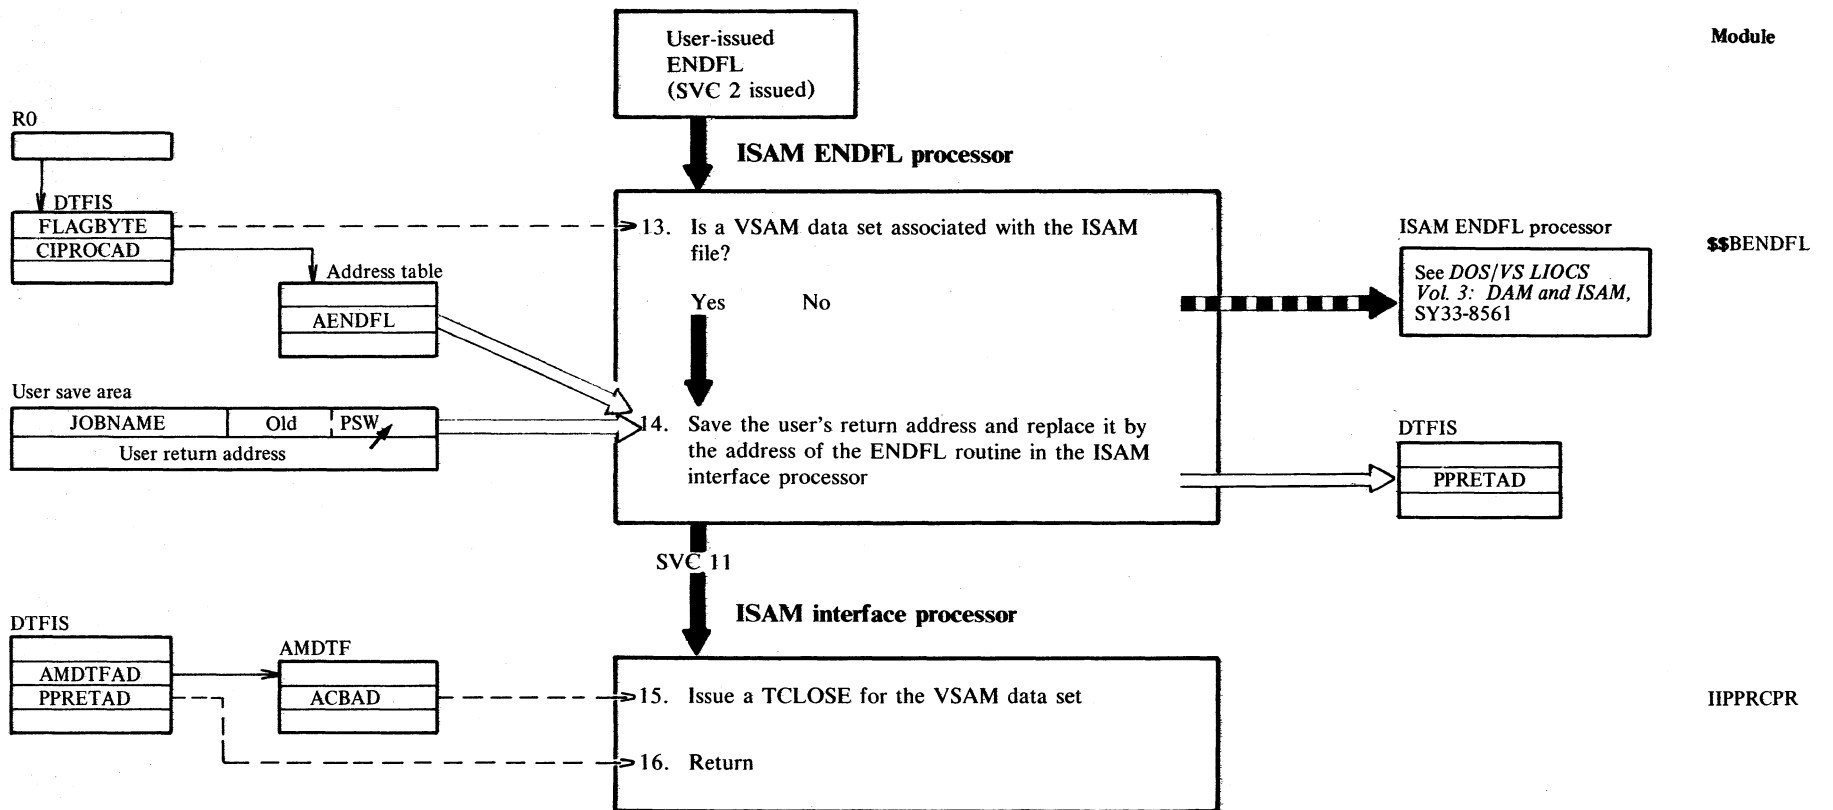 User-issued
ENDFL
(SVC 2 issued)
Module
R0
ISAM ENDFL processor
DTFIS
FLAGBYTE
CIPROCAD
13. Is a VSAM data set associated with the ISAM
file?
ISAM ENDFL processor
$$BENDFL
Address table
AENDFL
See DOS/VS LIOCS
Vol. 3: DAM and ISAM,
SY33-8561
Yes No
User save area
JOBNAME Old PSW
User return address
14. Save the user's return address and replace it by
the address of the ENDFL routine in the ISAM
interface processor
DTFIS
PPRETAD
SVC 11
ISAM interface processor
DTFIS
AMDTFAD
PPRETAD
AMDTF
ACBAD
15. Issue a TCLOSE for the VSAM data set
IIPPRCPR
16. Return